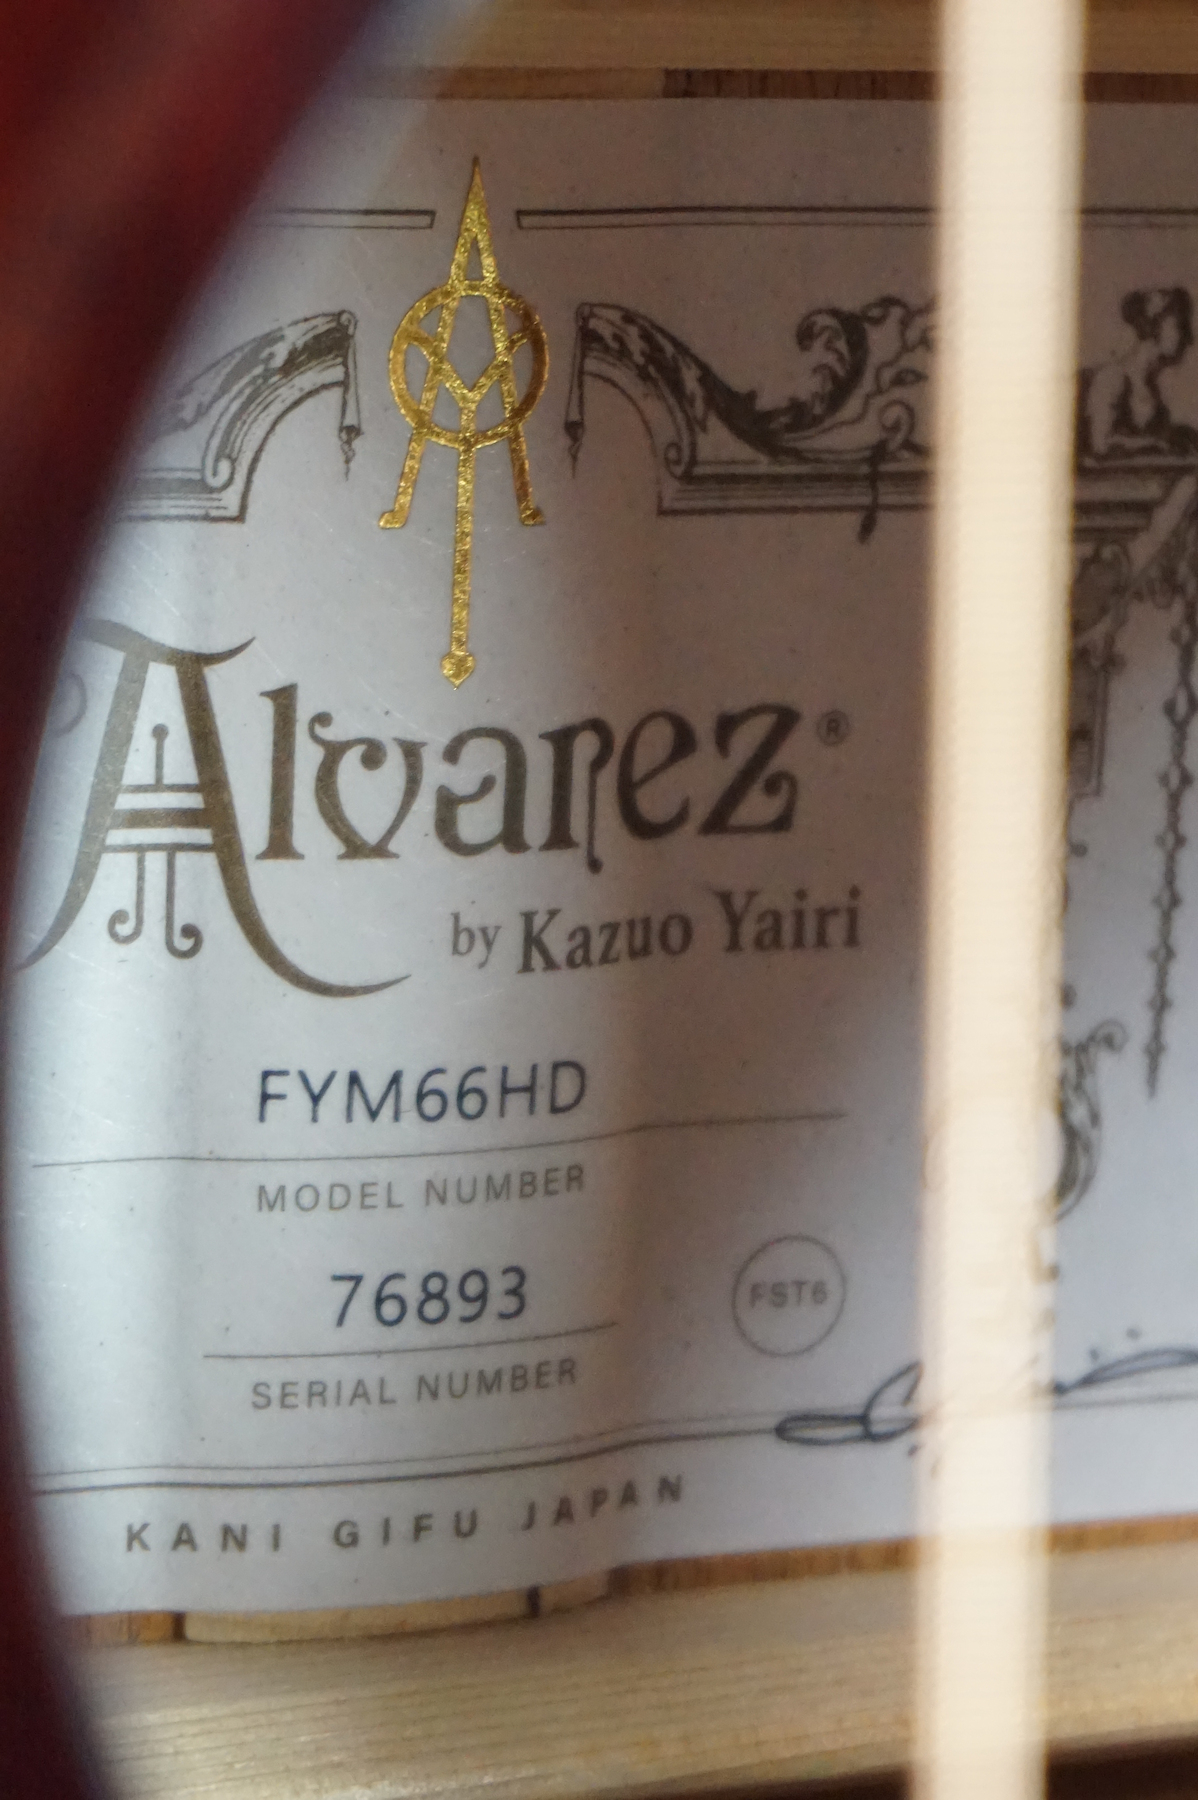 Alvarez®
by Kazuo Yairi
FYM66HD
MODEL NUMBER
76893
FST6
SERIAL NUMBER
KANI GIFU JAPAN